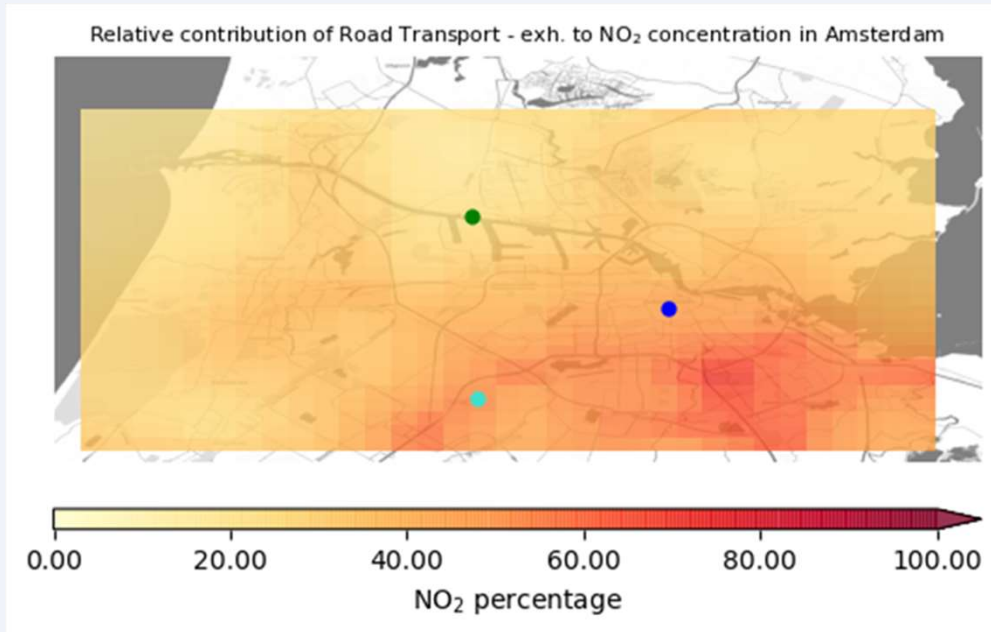 Relative contribution of Road Transport - exh. to NO₂ concentration in Amsterdam
0.00 20.00 40.00 60.00 80.00 100.00
NO₂ percentage